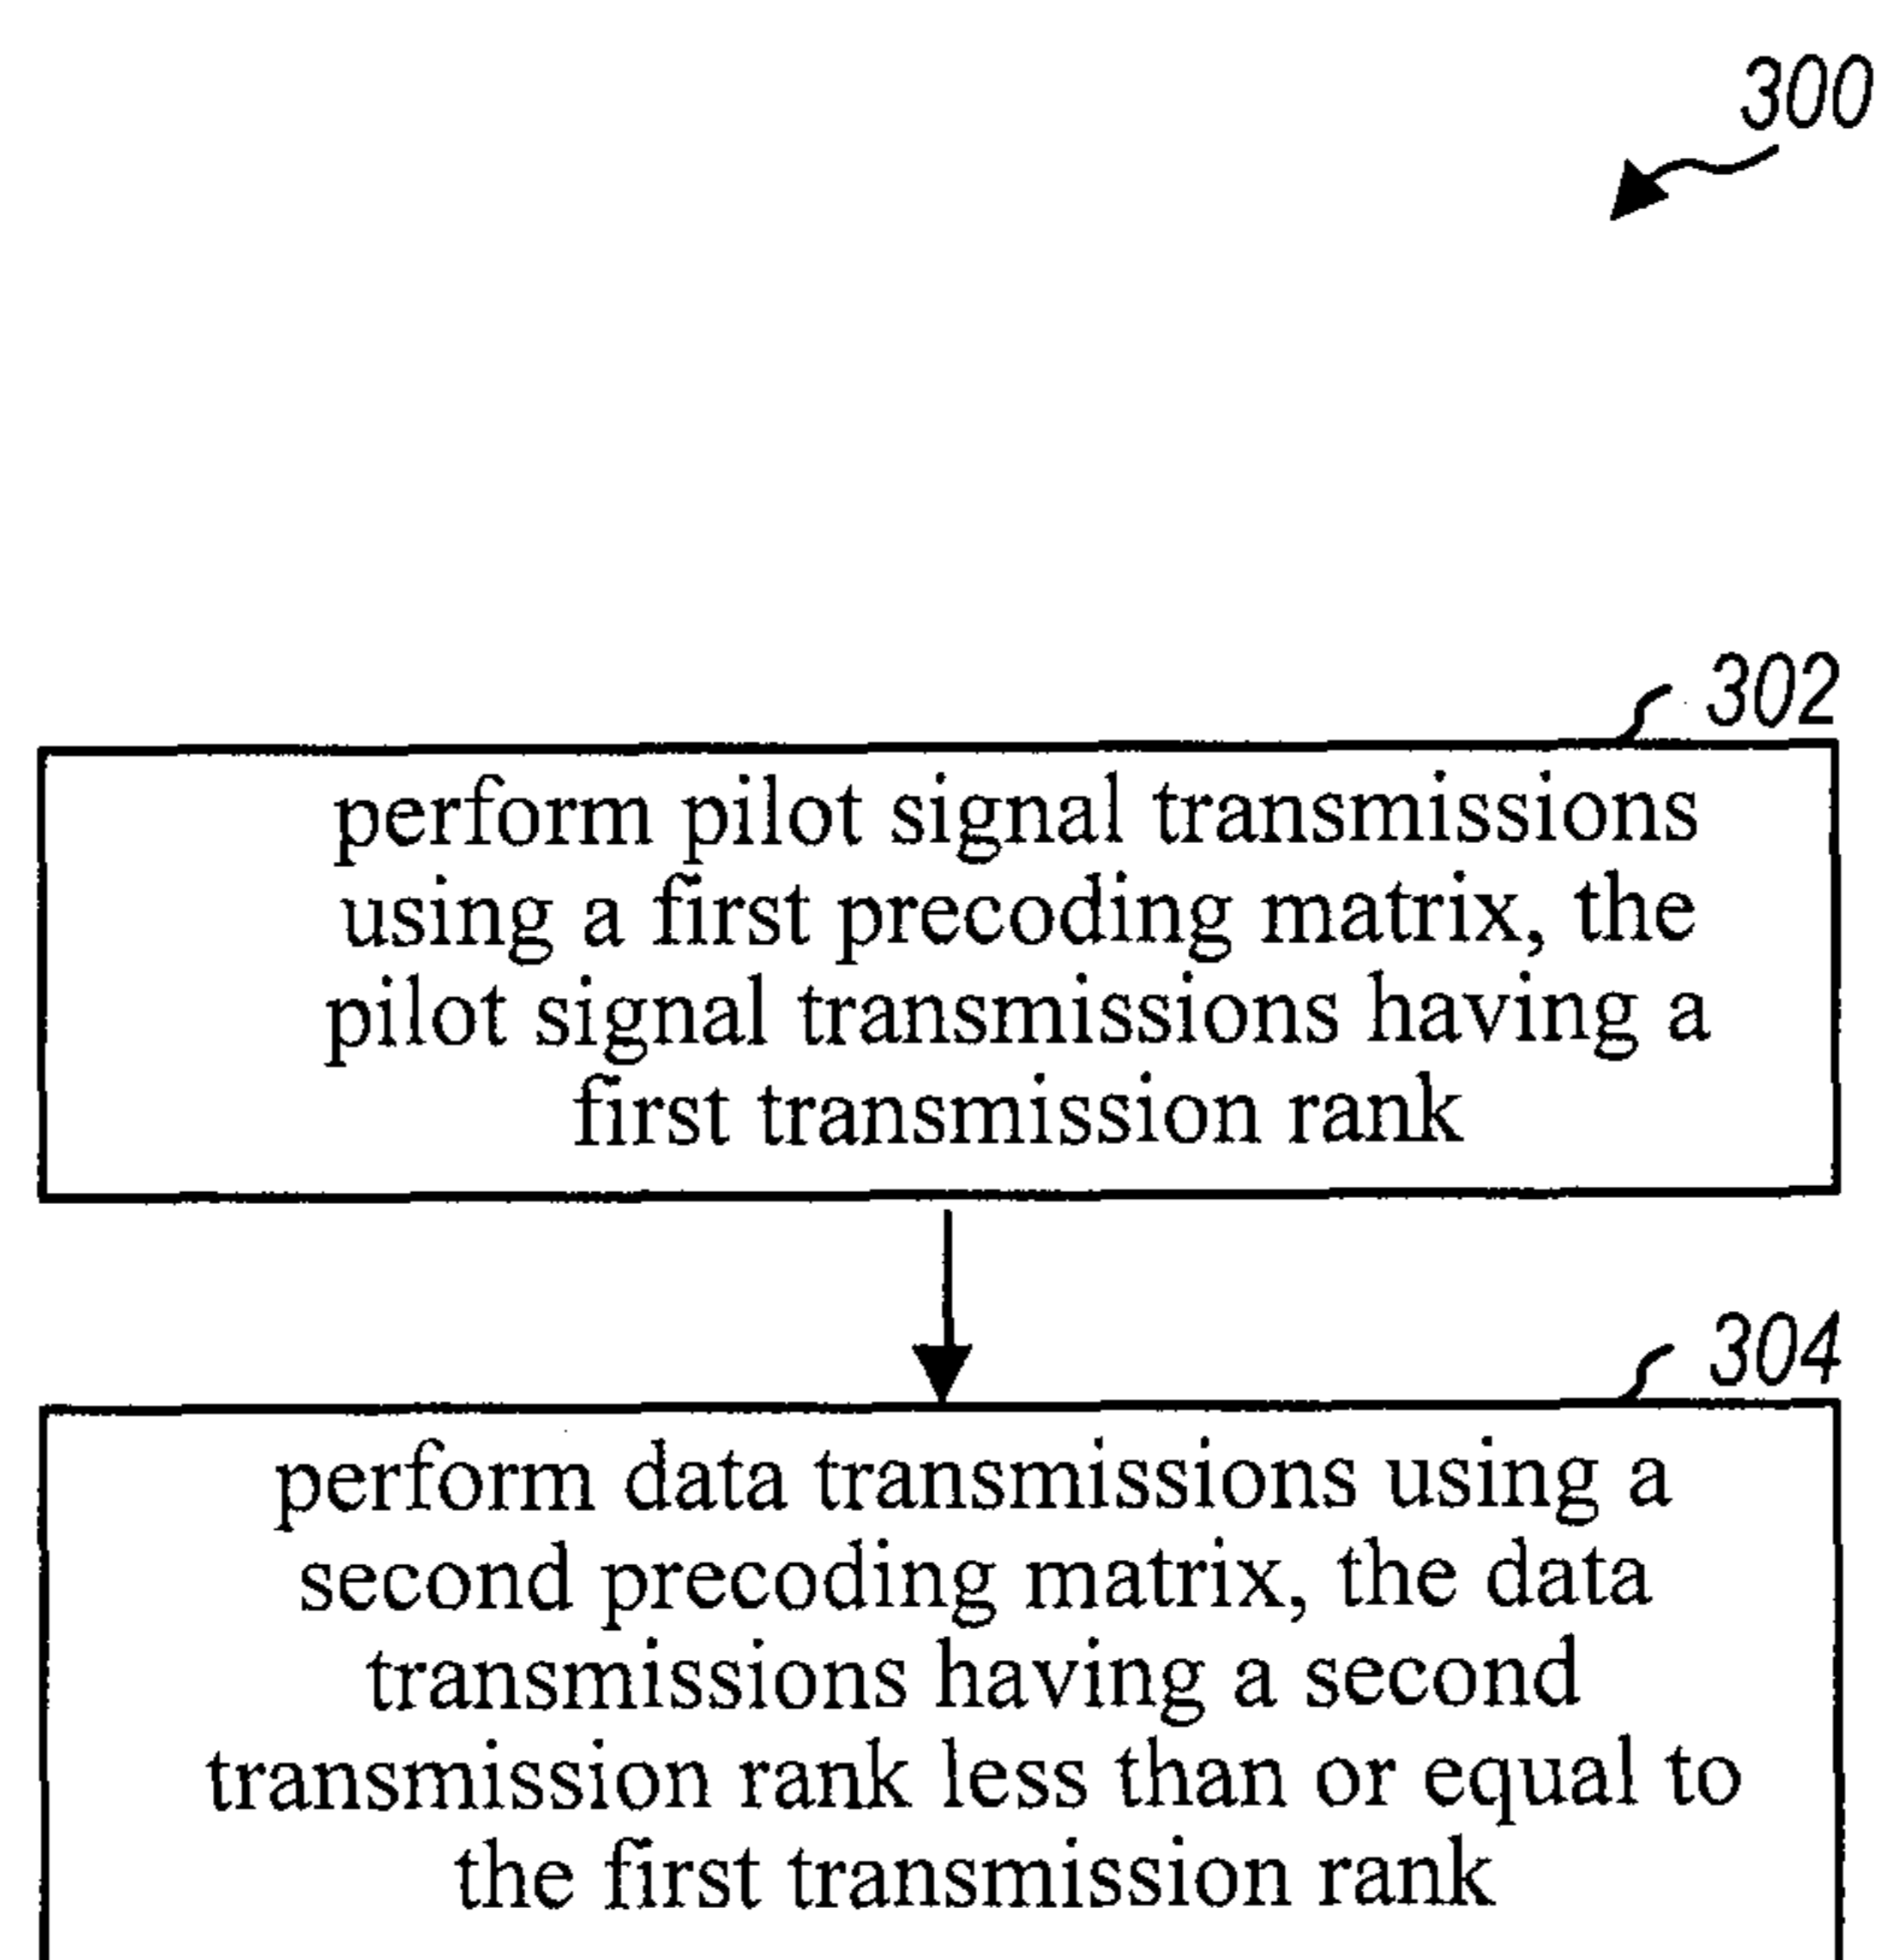 300
302
perform pilot signal transmissions
using a first precoding matrix, the
pilot signal transmissions having a
first transmission rank
304
perform data transmissions using a
second precoding matrix, the data
transmissions having a second
transmission rank less than or equal to
the first transmission rank